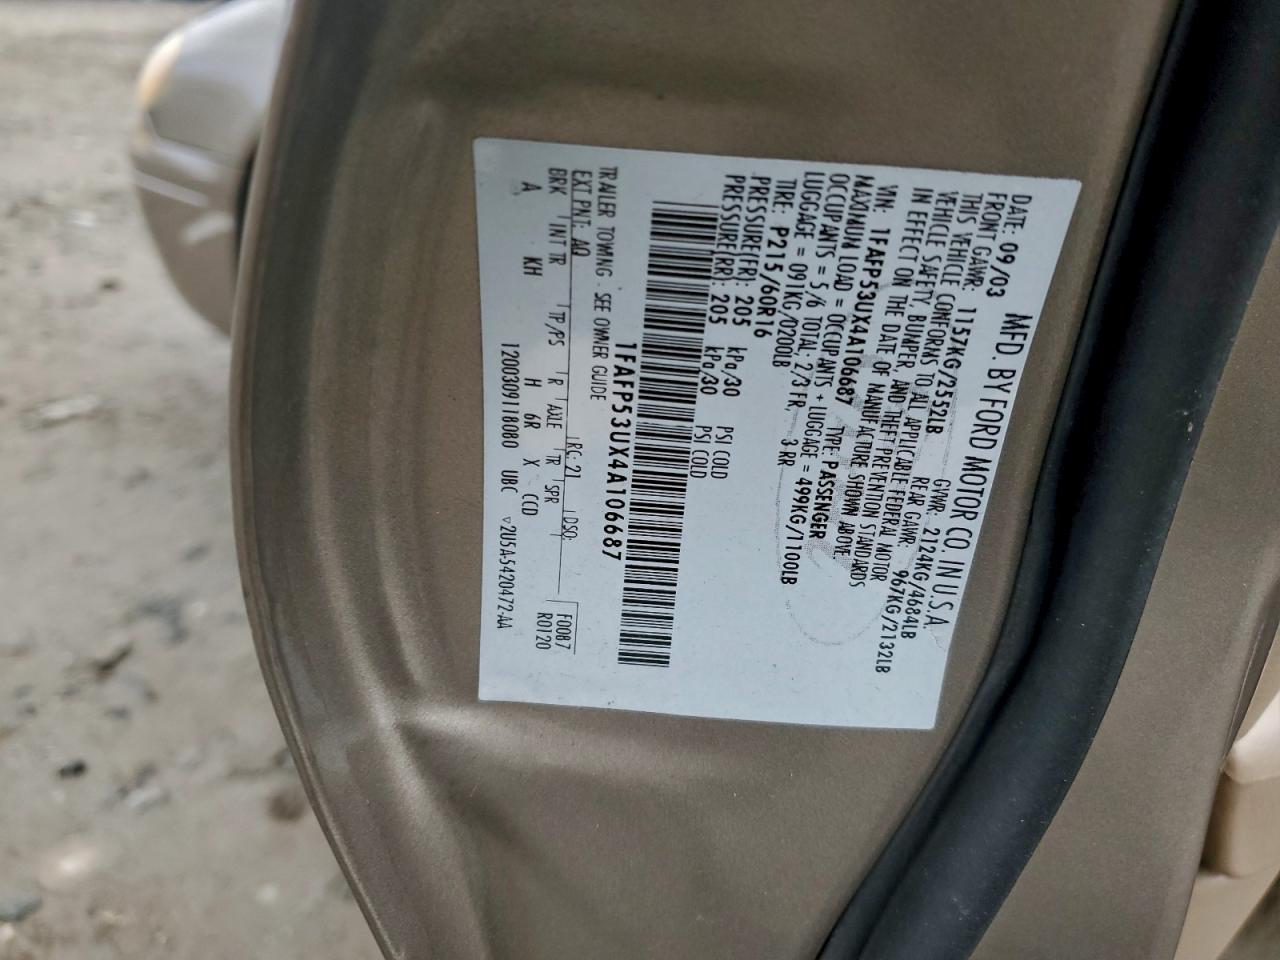 DATE: 09/03 MFD. BY FORD MOTOR CO. IN U.S.A.
FRONT GAWR: 1157KG/2552LB GVWR: 2124KG/4684LB
REAR GAWR: 967KG/2132LB
THIS VEHICLE CONFORMS TO ALL APPLICABLE FEDERAL MOTOR
VEHICLE SAFETY, BUMPER, AND THEFT PREVENTION STANDARDS
IN EFFECT ON THE DATE OF MANUFACTURE SHOWN ABOVE.
VIN: 1FAFP53UX4A106687 TYPE: PASSENGER
MAXIMUM LOAD = OCCUPANTS + LUGGAGE = 499KG/1100LB
OCCUPANTS = 5/6 TOTAL: 2/3 FR, 3 RR
LUGGAGE = 091KG/0200LB
TIRE: P215/60R16
PRESSURE(FR): 205 kPa/30 PSI COLD
PRESSURE(RR): 205 kPa/30 PSI COLD
1FAFP53UX4A106687
TRAILER TOWING - SEE OWNER GUIDE
EXT PNT: AQ RC: 21 DSO: F0087
BRK INT TR TP/PS R AXLE TR SPR R0120
A KH H 6R X CCD
1200309118080 UBC 2U5A-5420472-AA